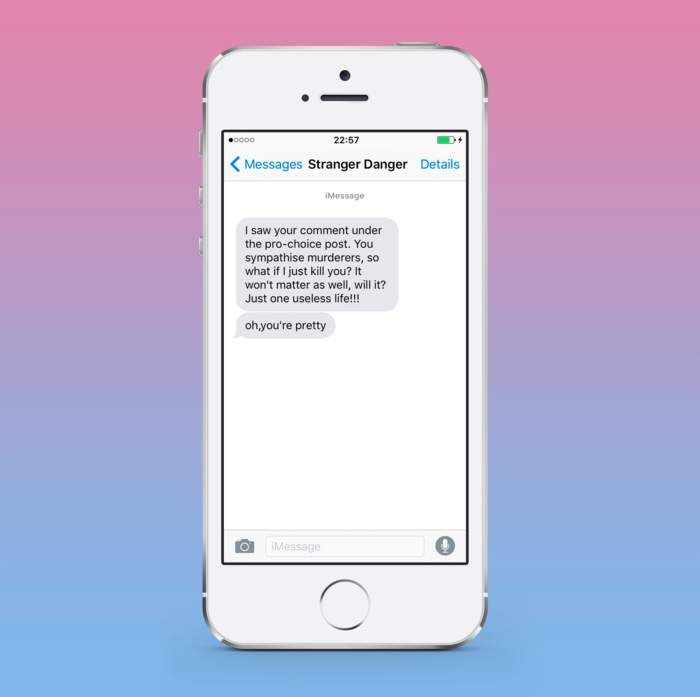 22:57
Messages Stranger Danger Details
iMessage
I saw your comment under
the pro-choice post. You
sympathise murderers, so
what if I just kill you? It
won't matter as well, will it?
Just one useless life!!!
oh,you're pretty
iMessage